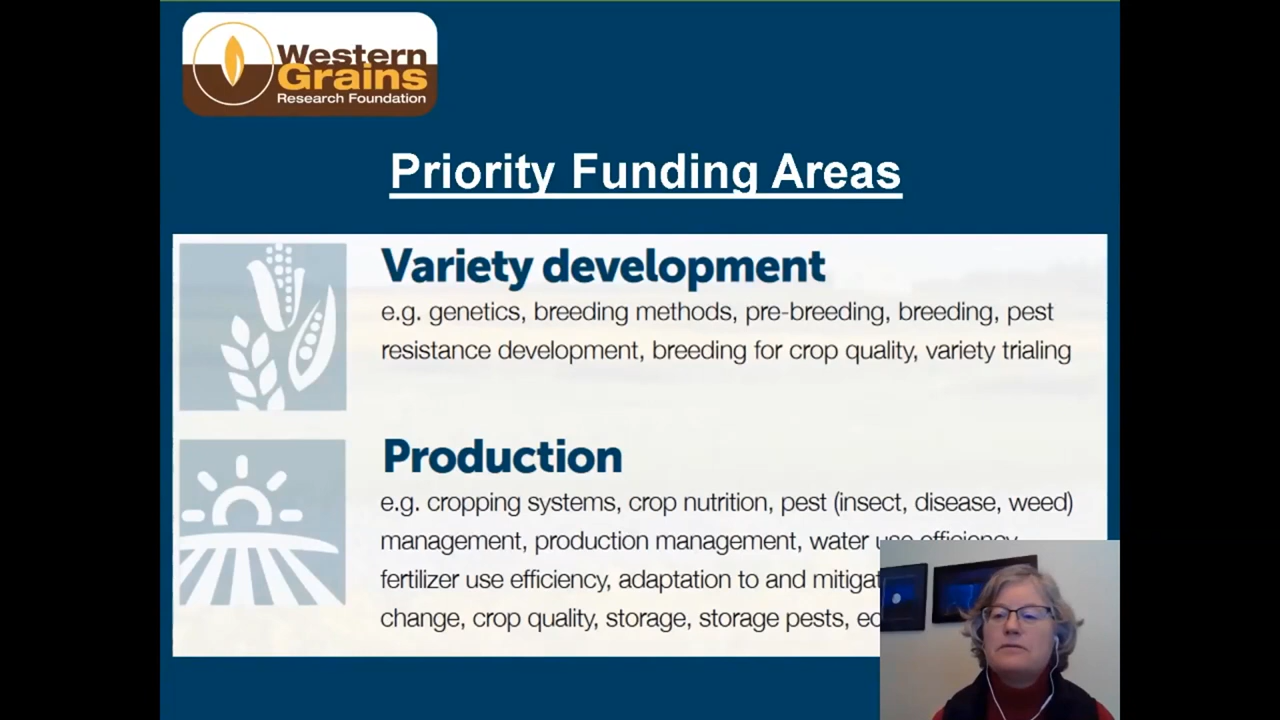 Western
Grains
Research Foundation
Priority Funding Areas
Variety development
e.g. genetics, breeding methods, pre-breeding, breeding, pest
resistance development, breeding for crop quality, variety trialing
Production
e.g. cropping systems, crop nutrition, pest (insect, disease, weed)
management, production management, water use efficiency,
fertilizer use efficiency, adaptation to and
change, crop quality, storage, storage pests,